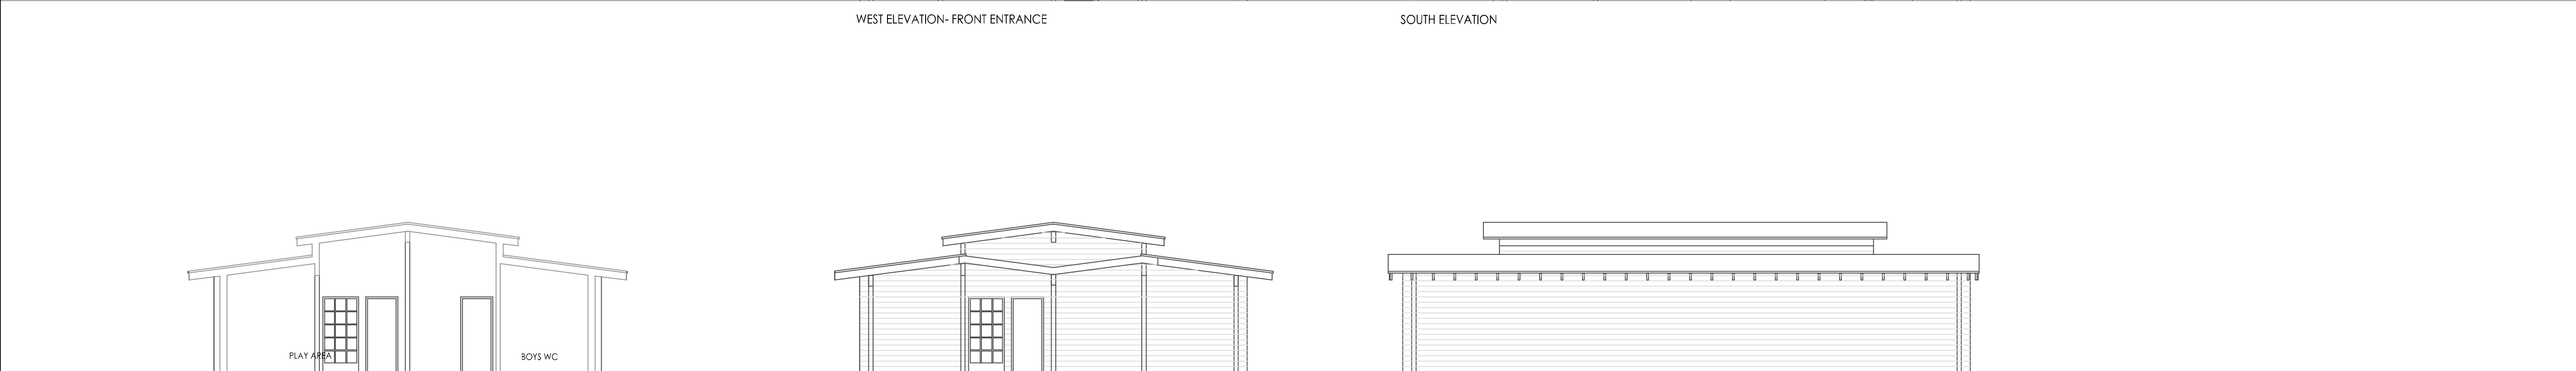 WEST ELEVATION- FRONT ENTRANCE
SOUTH ELEVATION
PLAY AREA
BOYS WC